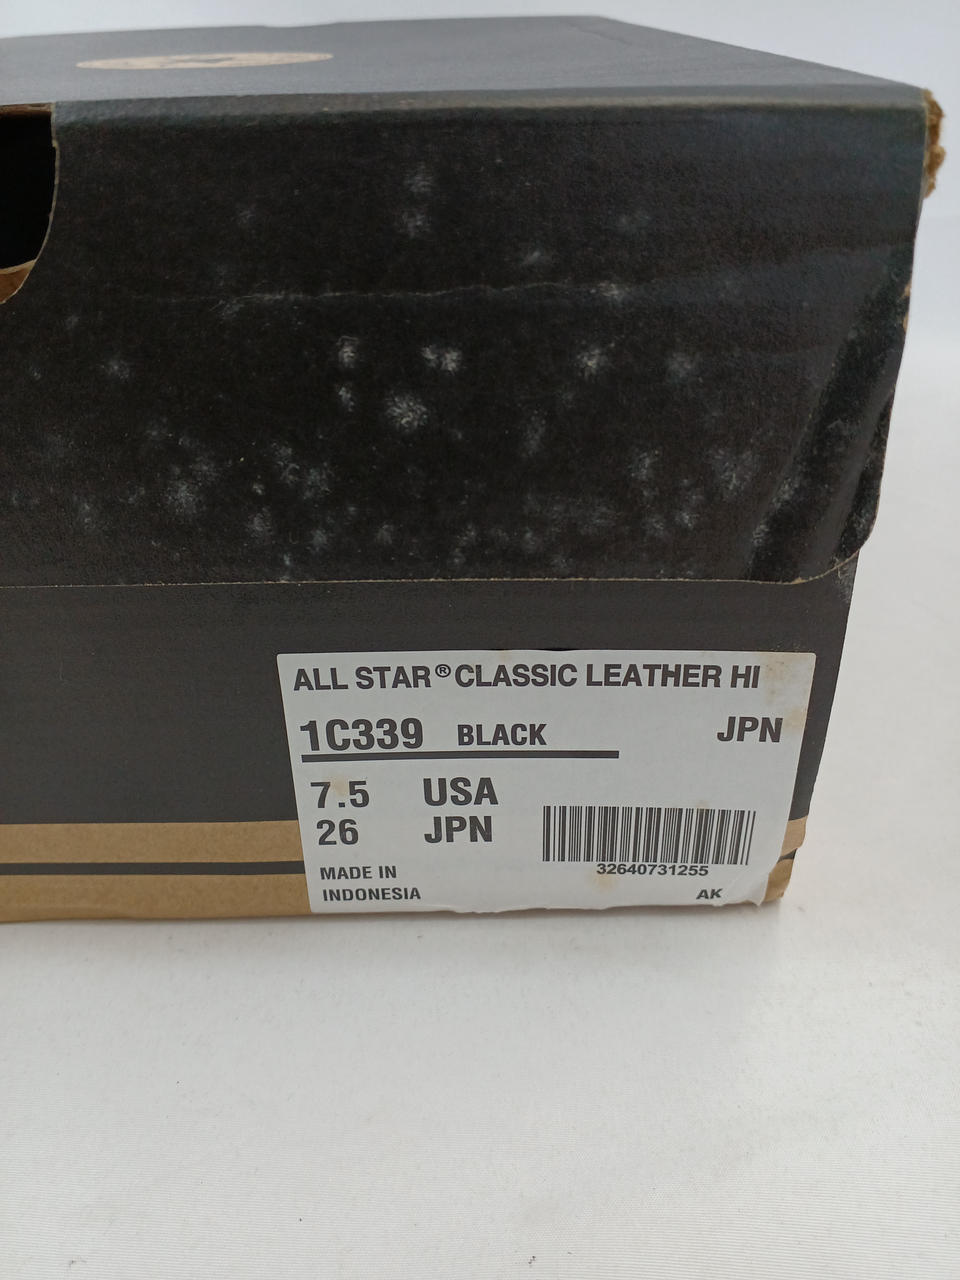 ALL STAR® CLASSIC LEATHER HI
1C339 BLACK JPN
7.5 USA
26 JPN
MADE IN
INDONESIA
32640731255
AK